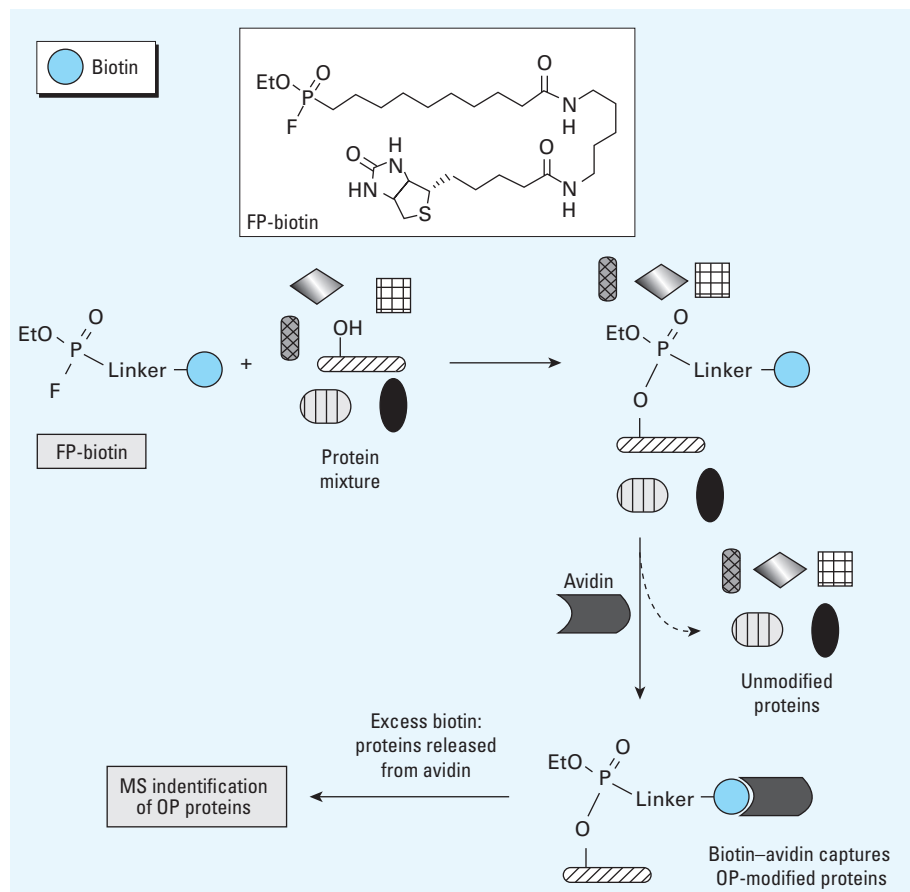 Biotin
EtO
O
P
F
O
N
H
O
N
H
H
N
O
HN
S
FP-biotin
EtO
O
P
Linker
F
+
OH
FP-biotin
Protein
mixture
EtO
O
P
Linker
O
Avidin
Unmodified
proteins
Excess biotin:
proteins released
from avidin
MS indentification
of OP proteins
EtO
O
P
Linker
O
Biotin–avidin captures
OP-modified proteins